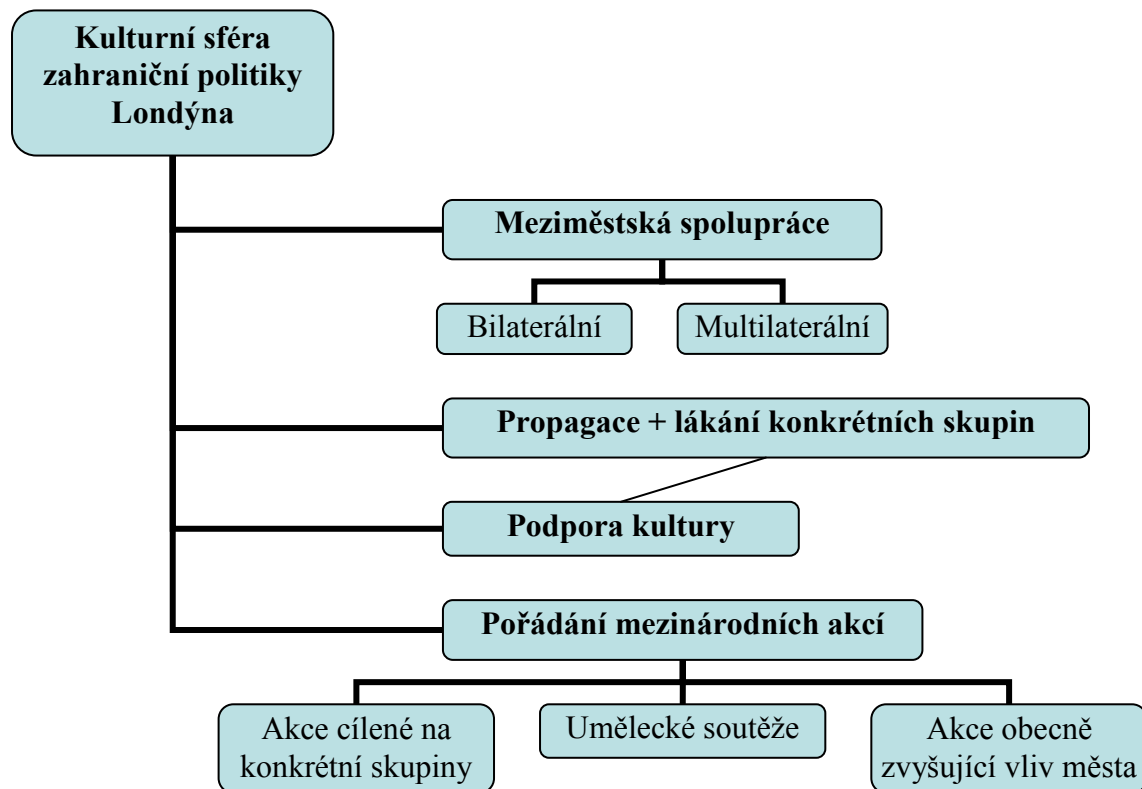 Kulturní sféra
zahraniční politiky
Londýna
Meziměstská spolupráce
Bilaterální
Multilaterální
Propagace + lákání konkrétních skupin
Podpora kultury
Pořádání mezinárodních akcí
Akce cílené na
konkrétní skupiny
Umělecké soutěže
Akce obecně
zvyšující vliv města